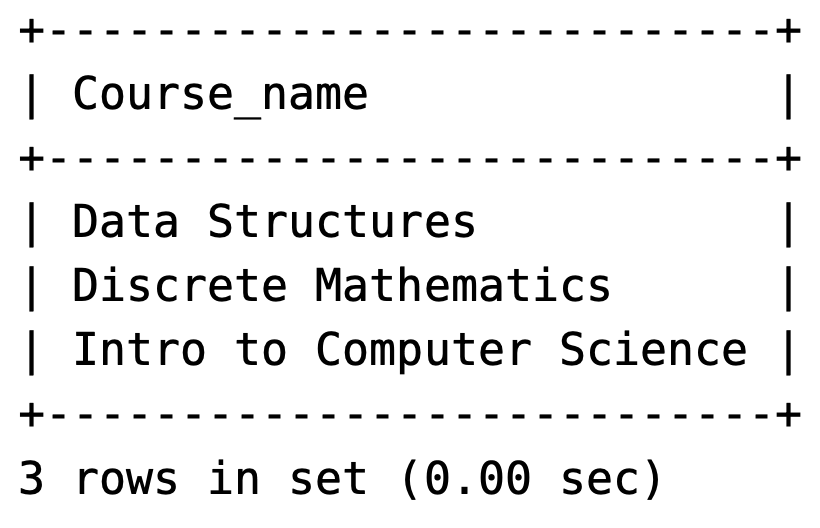 +---------------------------+
| Course_name               |
+---------------------------+
| Data Structures           |
| Discrete Mathematics      |
| Intro to Computer Science |
+---------------------------+
3 rows in set (0.00 sec)